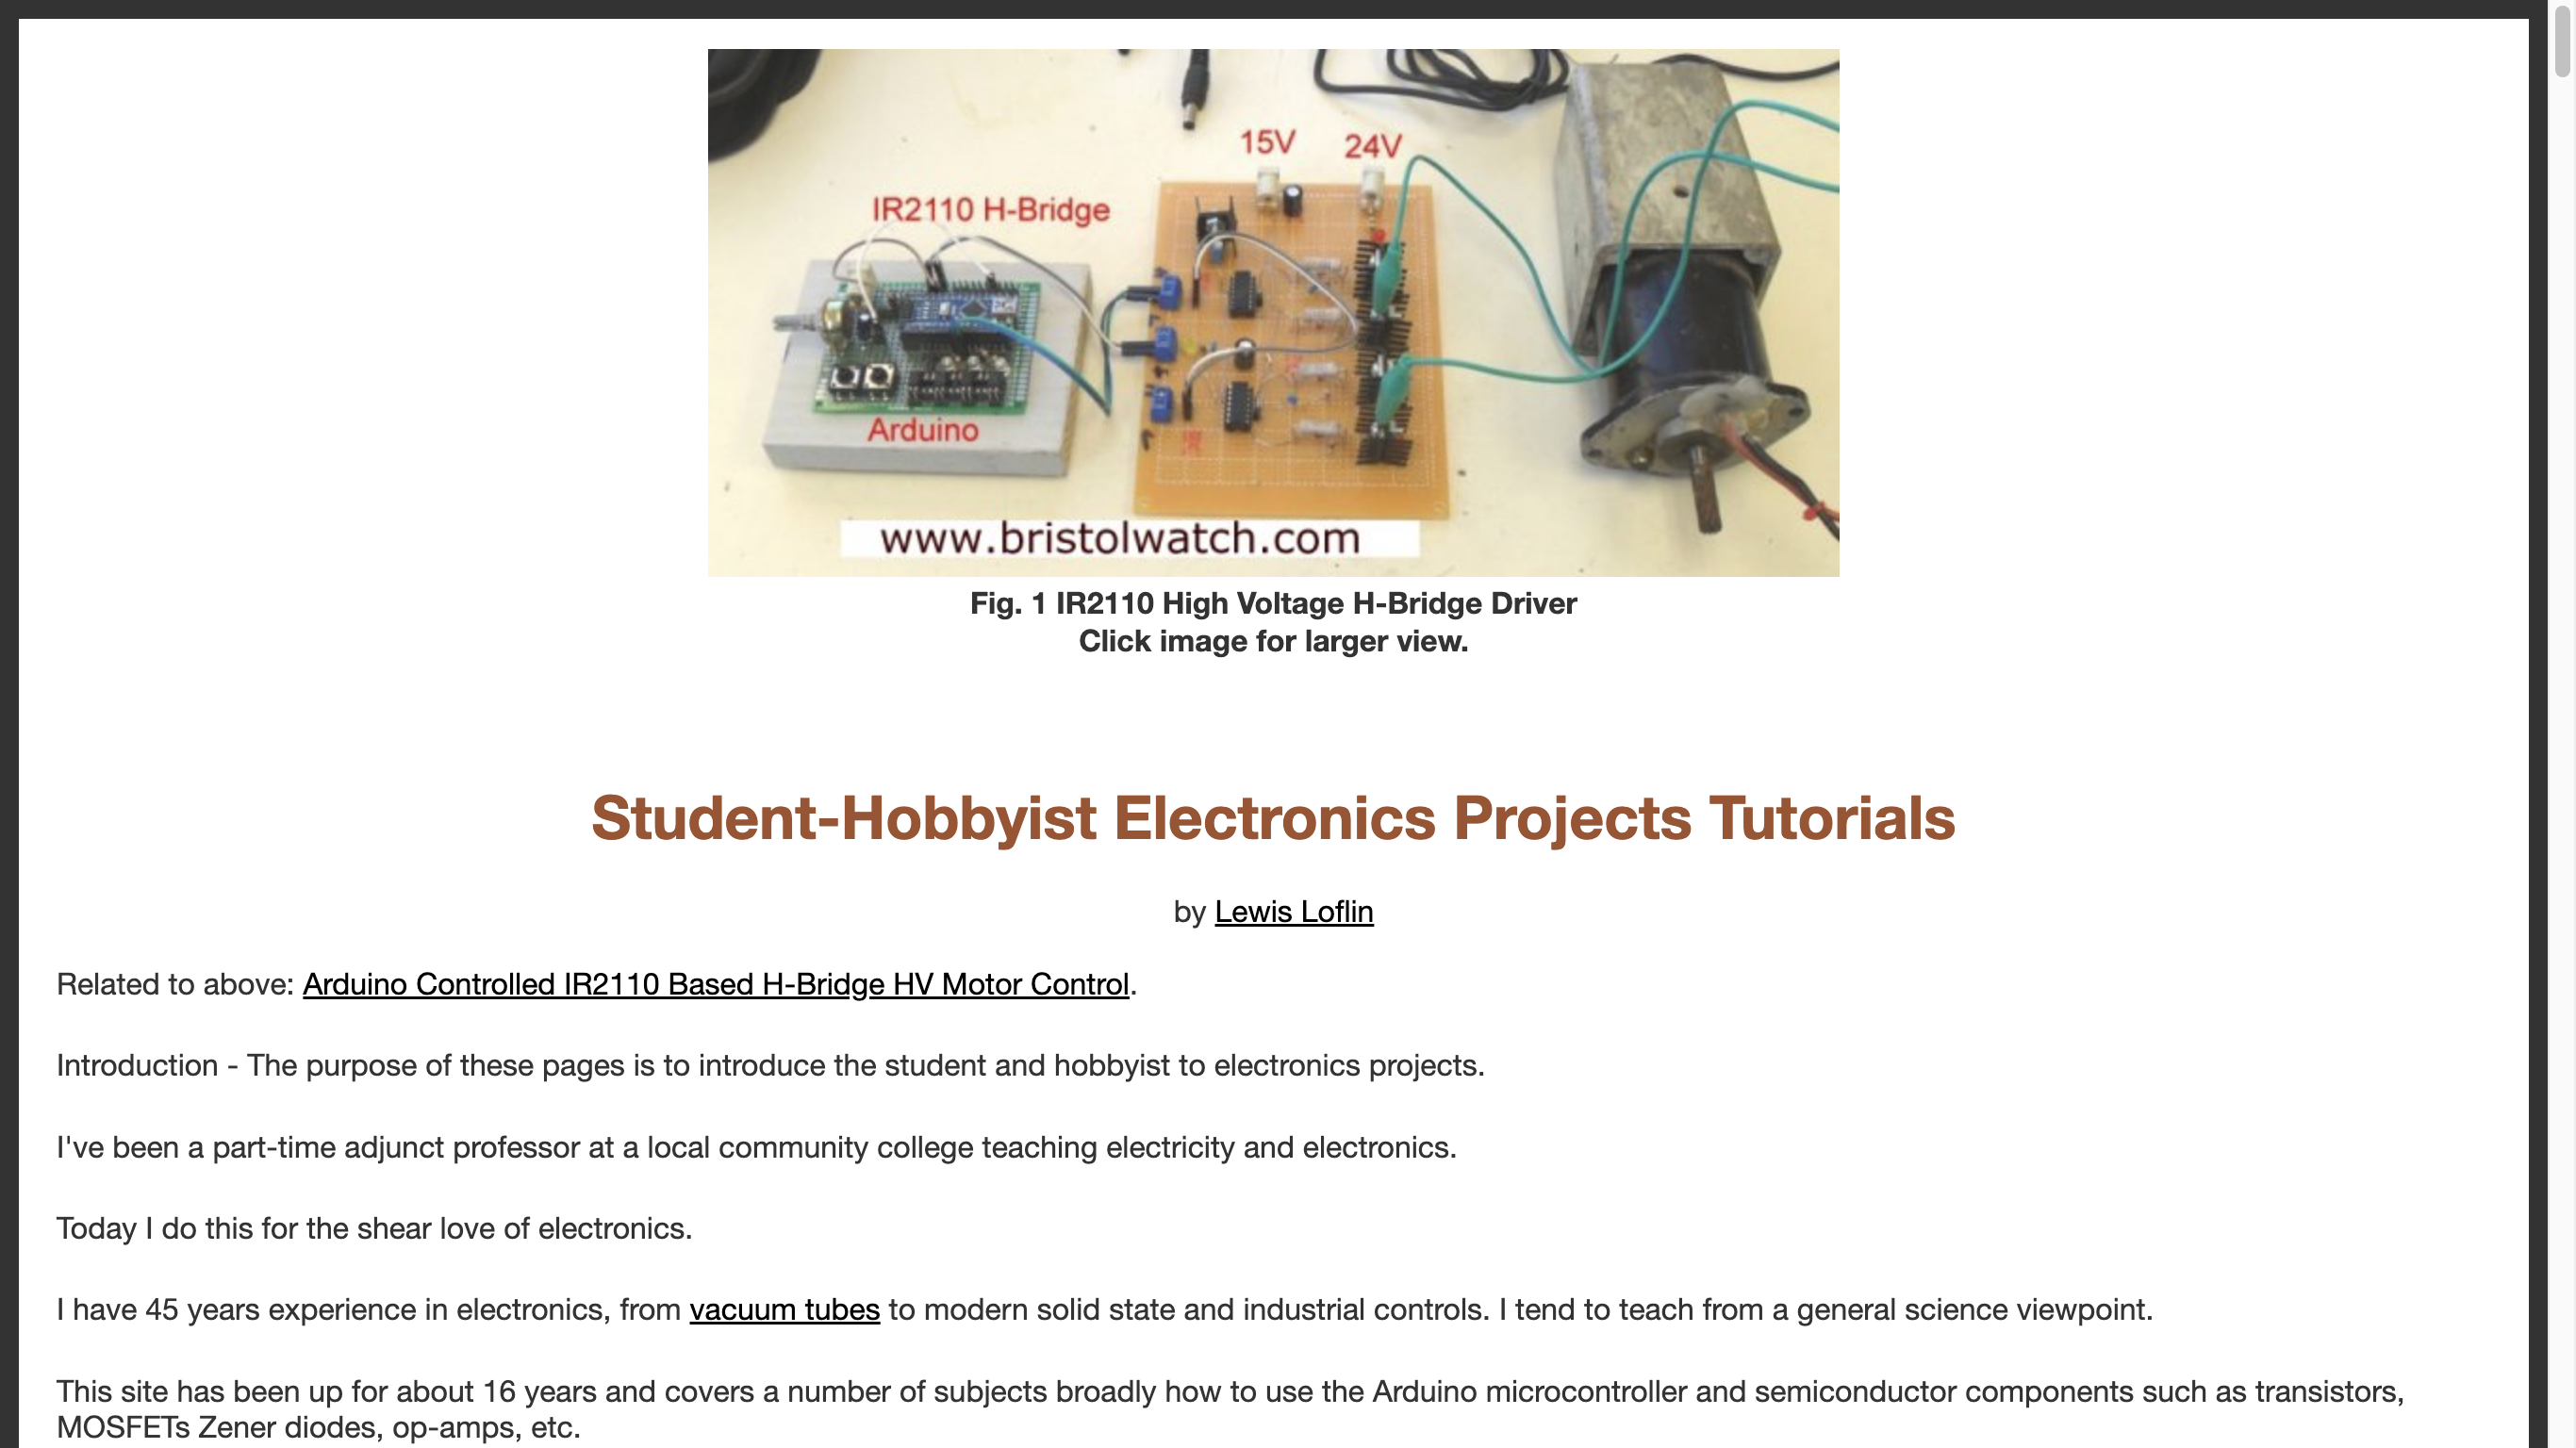 15V
24V
IR2110 H-Bridge
Arduino
www.bristolwatch.com
Fig. 1 IR2110 High Voltage H-Bridge Driver
Click image for larger view.
Student-Hobbyist Electronics Projects Tutorials
by Lewis Loflin
Related to above: Arduino Controlled IR2110 Based H-Bridge HV Motor Control.
Introduction - The purpose of these pages is to introduce the student and hobbyist to electronics projects.
I've been a part-time adjunct professor at a local community college teaching electricity and electronics.
Today I do this for the shear love of electronics.
I have 45 years experience in electronics, from vacuum tubes to modern solid state and industrial controls. I tend to teach from a general science viewpoint.
This site has been up for about 16 years and covers a number of subjects broadly how to use the Arduino microcontroller and semiconductor components such as transistors,
MOSFETs Zener diodes, op-amps, etc.